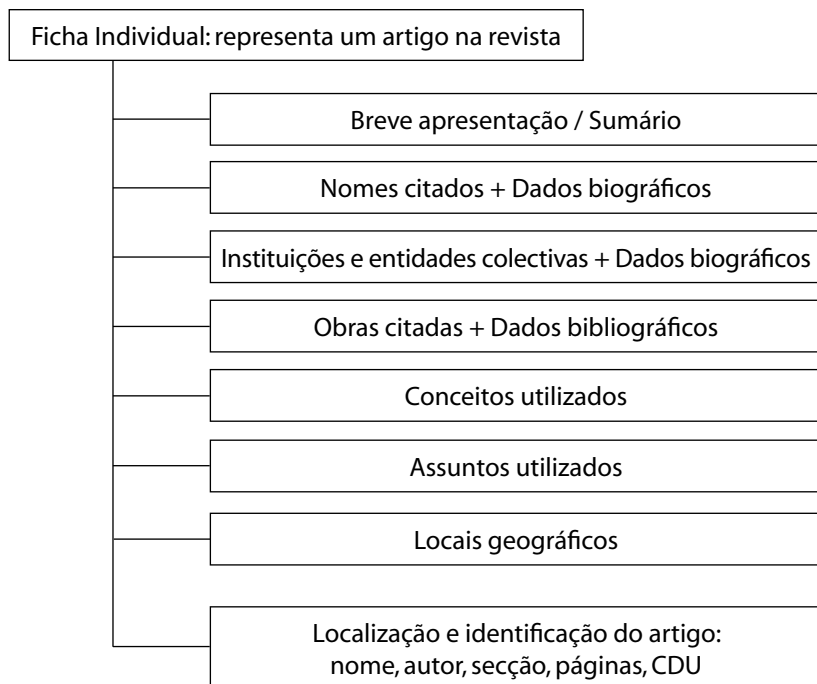 Ficha Individual: representa um artigo na revista
Breve apresentação / Sumário
Nomes citados + Dados biográficos
Instituições e entidades colectivas + Dados biográficos
Obras citadas + Dados bibliográficos
Conceitos utilizados
Assuntos utilizados
Locais geográficos
Localização e identificação do artigo:
nome, autor, secção, páginas, CDU